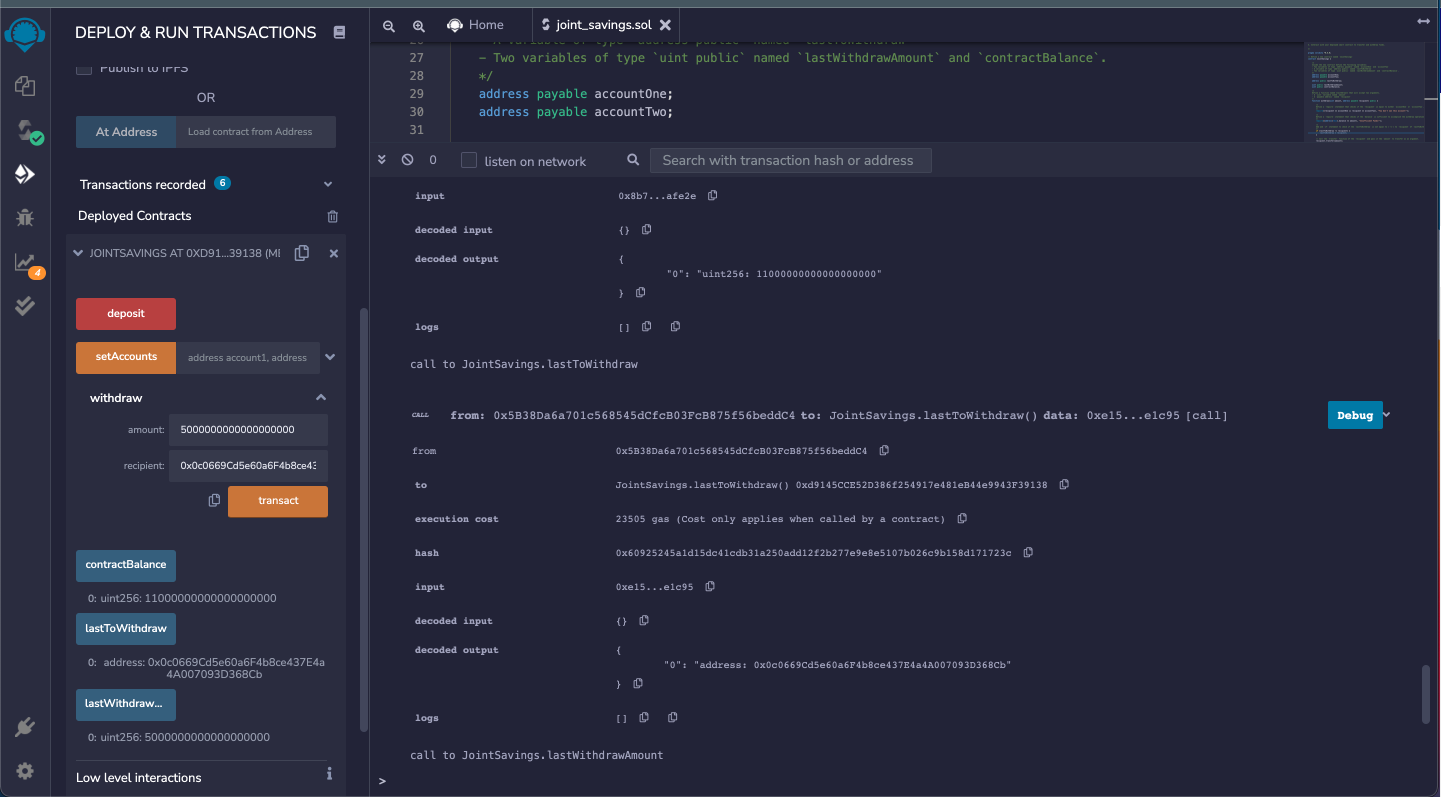 DEPLOY & RUN TRANSACTIONS
Publish to IPFS
OR
At Address
Load contract from Address
Transactions recorded 6
Deployed Contracts
JOINTSAVINGS AT 0XD91...39138 (ME
deposit
setAccounts
address account1, address
withdraw
amount: 5000000000000000000
recipient: 0x0c0669Cd5e60a6F4b8ce43
transact
contractBalance
0: uint256: 11000000000000000000
lastToWithdraw
0: address: 0x0c0669Cd5e60a6F4b8ce437E4a
4A007093D368Cb
lastWithdraw...
0: uint256: 5000000000000000000
Low level interactions
i
4
Home
joint_savings.sol
26 - A variable of type `address public` named `lastToWithdraw`
27 - Two variables of type `uint public` named `lastWithdrawAmount` and `contractBalance`.
28 */
29 address payable accountOne;
30 address payable accountTwo;
31
0
listen on network
Search with transaction hash or address
input 0x8b7...afe2e
decoded input {}
decoded output {
"0": "uint256: 11000000000000000000"
}
logs []
call to JointSavings.lastToWithdraw
CALL from: 0x5B38Da6a701c568545dCfcB03FcB875f56beddC4 to: JointSavings.lastToWithdraw() data: 0xe15...e1c95 [call]
Debug
from 0x5B38Da6a701c568545dCfcB03FcB875f56beddC4
to JointSavings.lastToWithdraw() 0xd9145CCE52D386f254917e481eB44e9943F39138
execution cost 23505 gas (Cost only applies when called by a contract)
hash 0x60925245a1d15dc41cdb31a250add12f2b277e9e8e5107b026c9b158d171723c
input 0xe15...e1c95
decoded input {}
decoded output {
"0": "address: 0x0c0669Cd5e60a6F4b8ce437E4a4A007093D368Cb"
}
logs []
call to JointSavings.lastWithdrawAmount
>